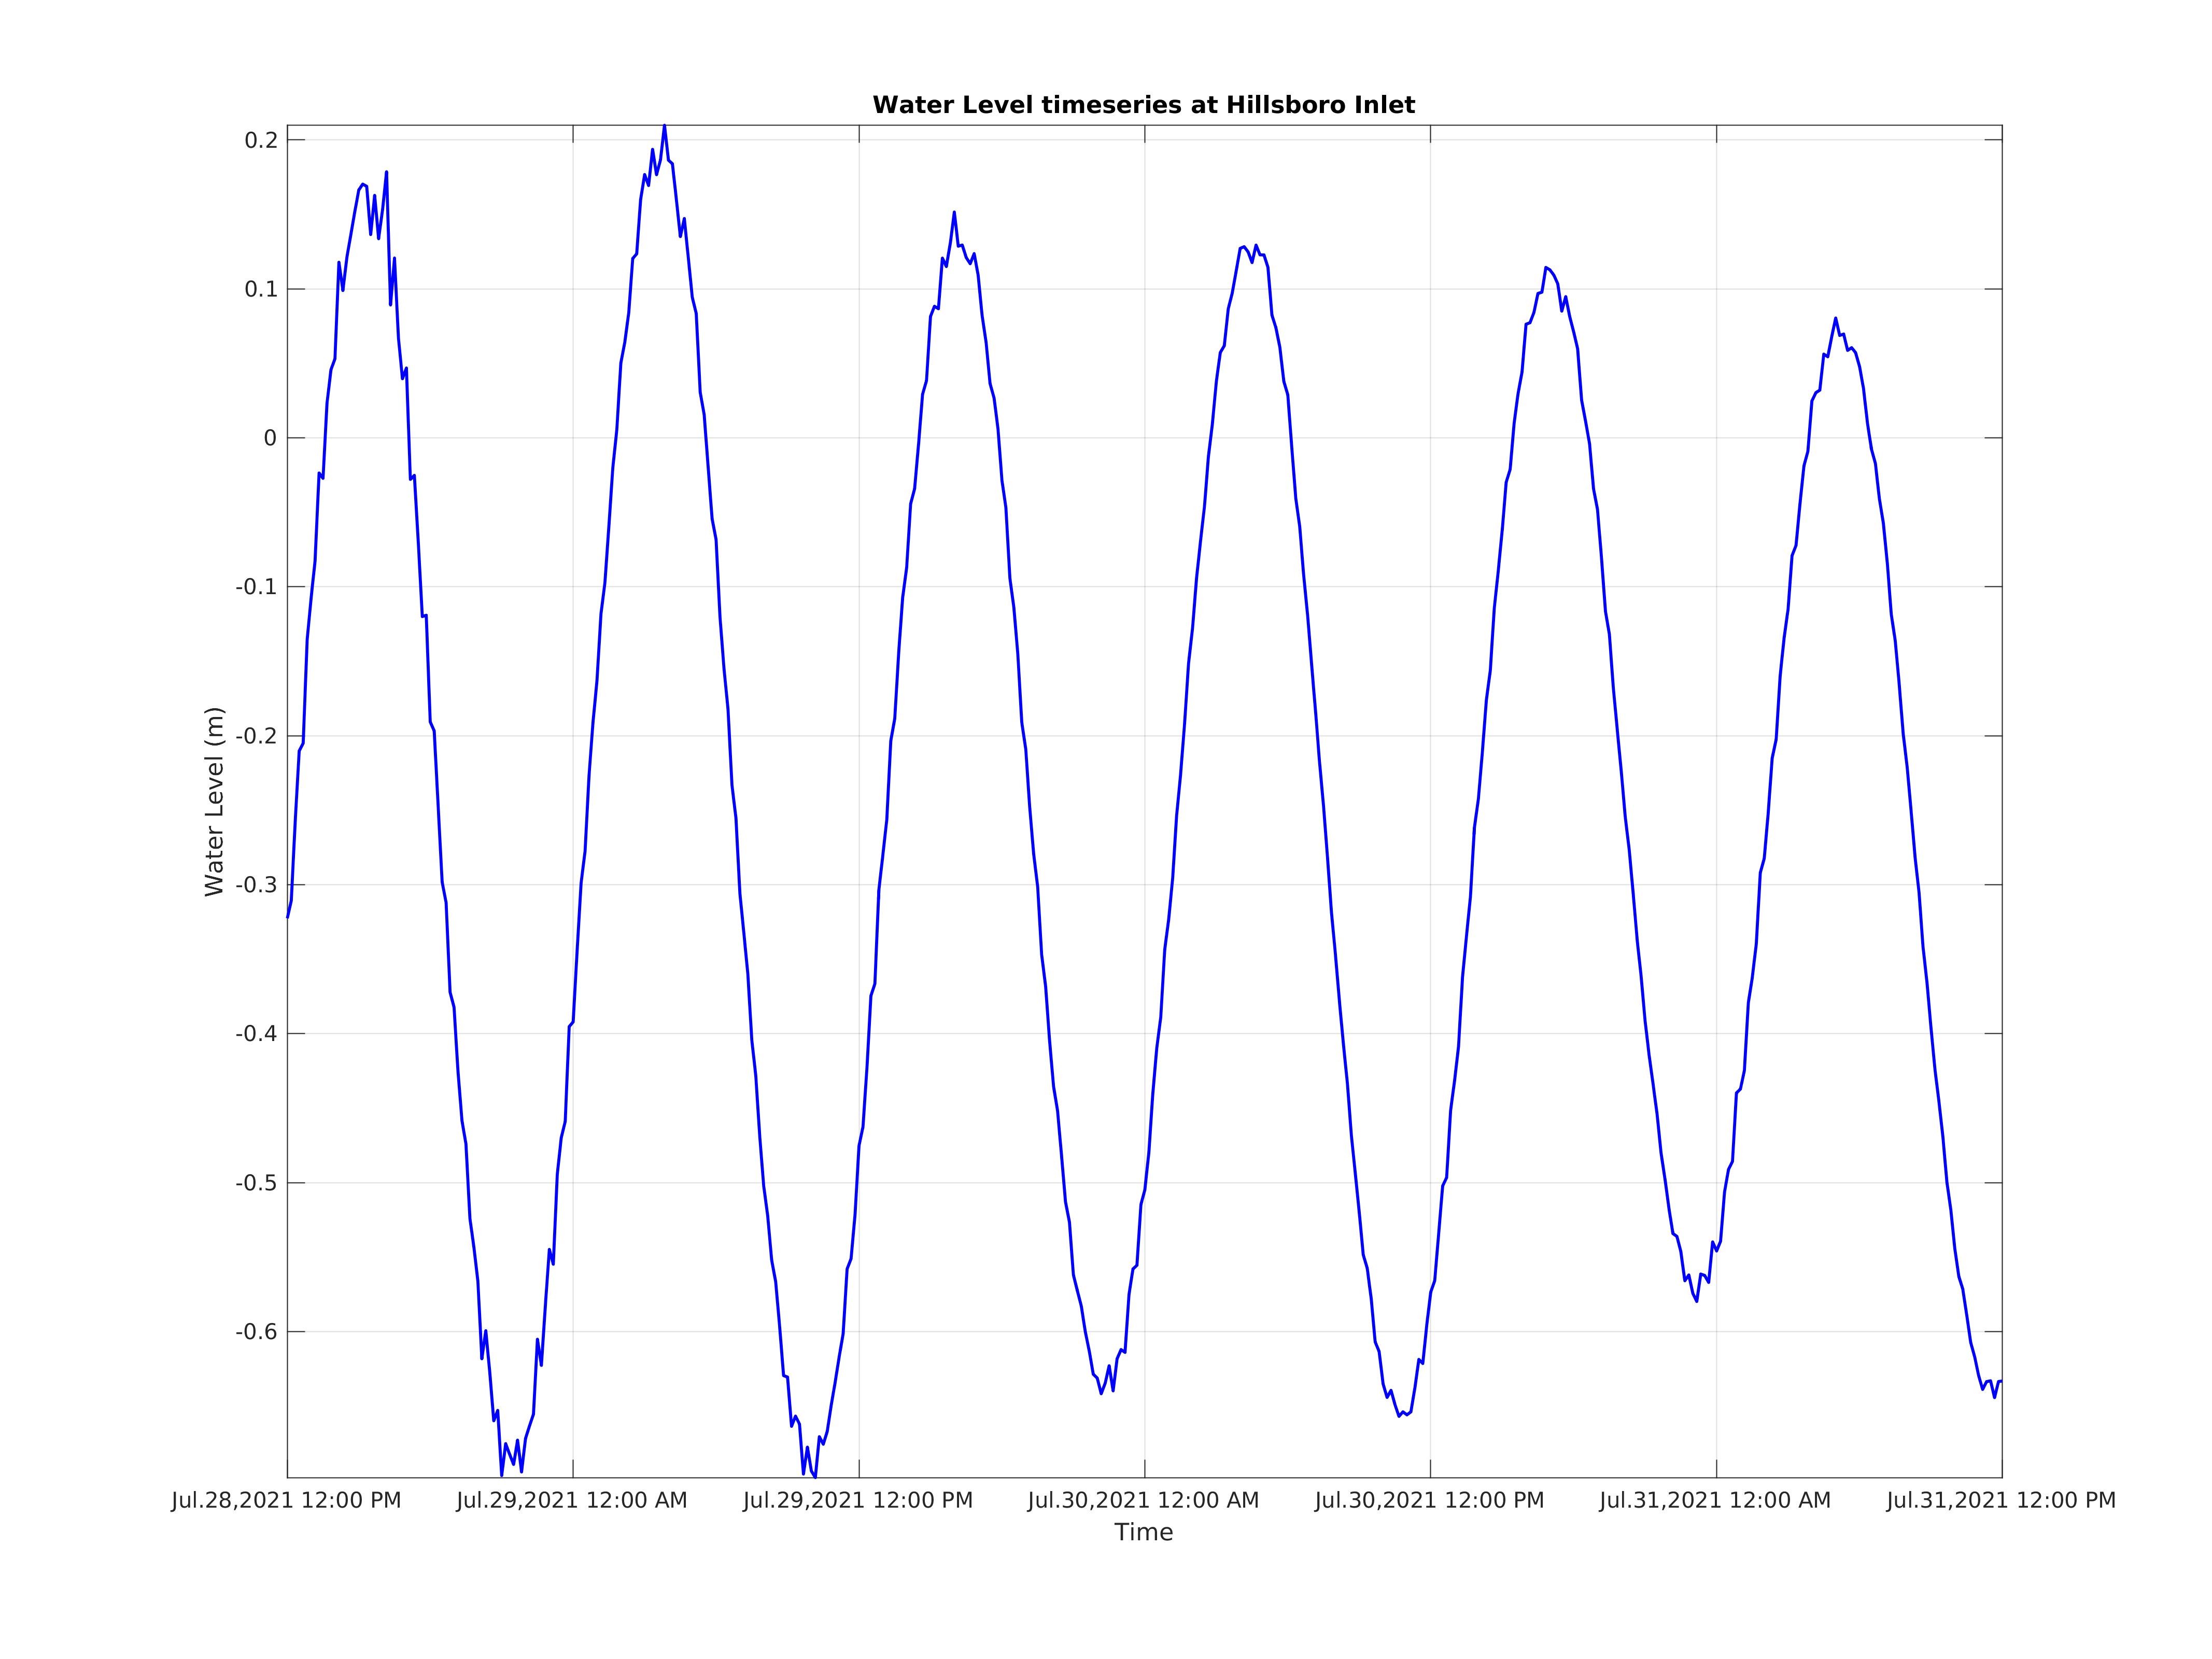 Water Level timeseries at Hillsboro Inlet
0.2
0.1
0
-0.1
-0.2
-0.3
-0.4
-0.5
-0.6
Water Level (m)
Jul.28,2021 12:00 PM
Jul.29,2021 12:00 AM
Jul.29,2021 12:00 PM
Jul.30,2021 12:00 AM
Jul.30,2021 12:00 PM
Jul.31,2021 12:00 AM
Jul.31,2021 12:00 PM
Time